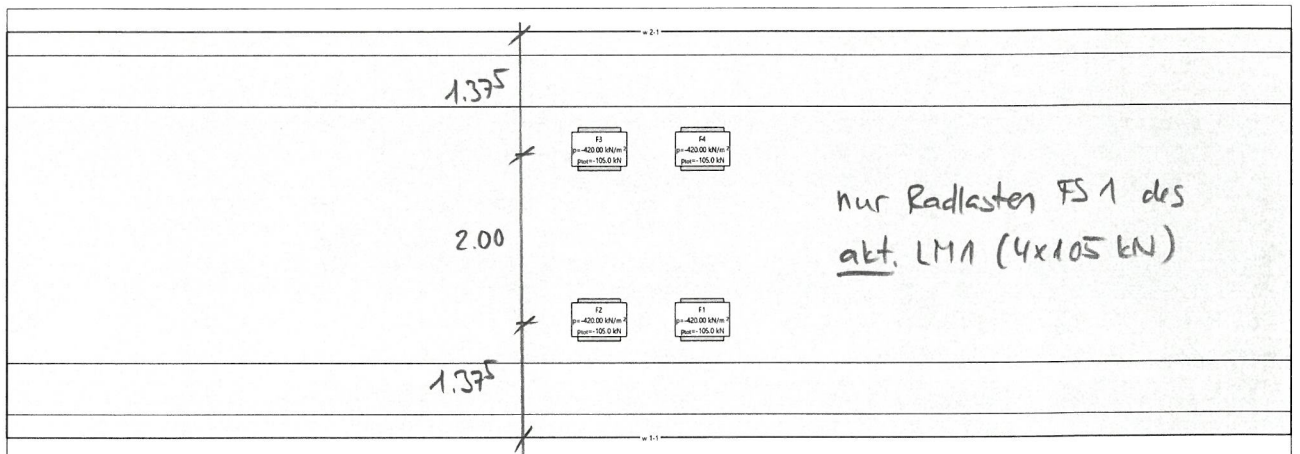 w 2-1
1.37⁵
F3
p=-420.00 kN/m²
ptot=-105.0 kN
F4
p=-420.00 kN/m²
ptot=-105.0 kN
nur Radlasten FS 1 des
akt. LM1 (4x105 kN)
2.00
F2
p=-420.00 kN/m²
ptot=-105.0 kN
F1
p=-420.00 kN/m²
ptot=-105.0 kN
1.37⁵
w 1-1